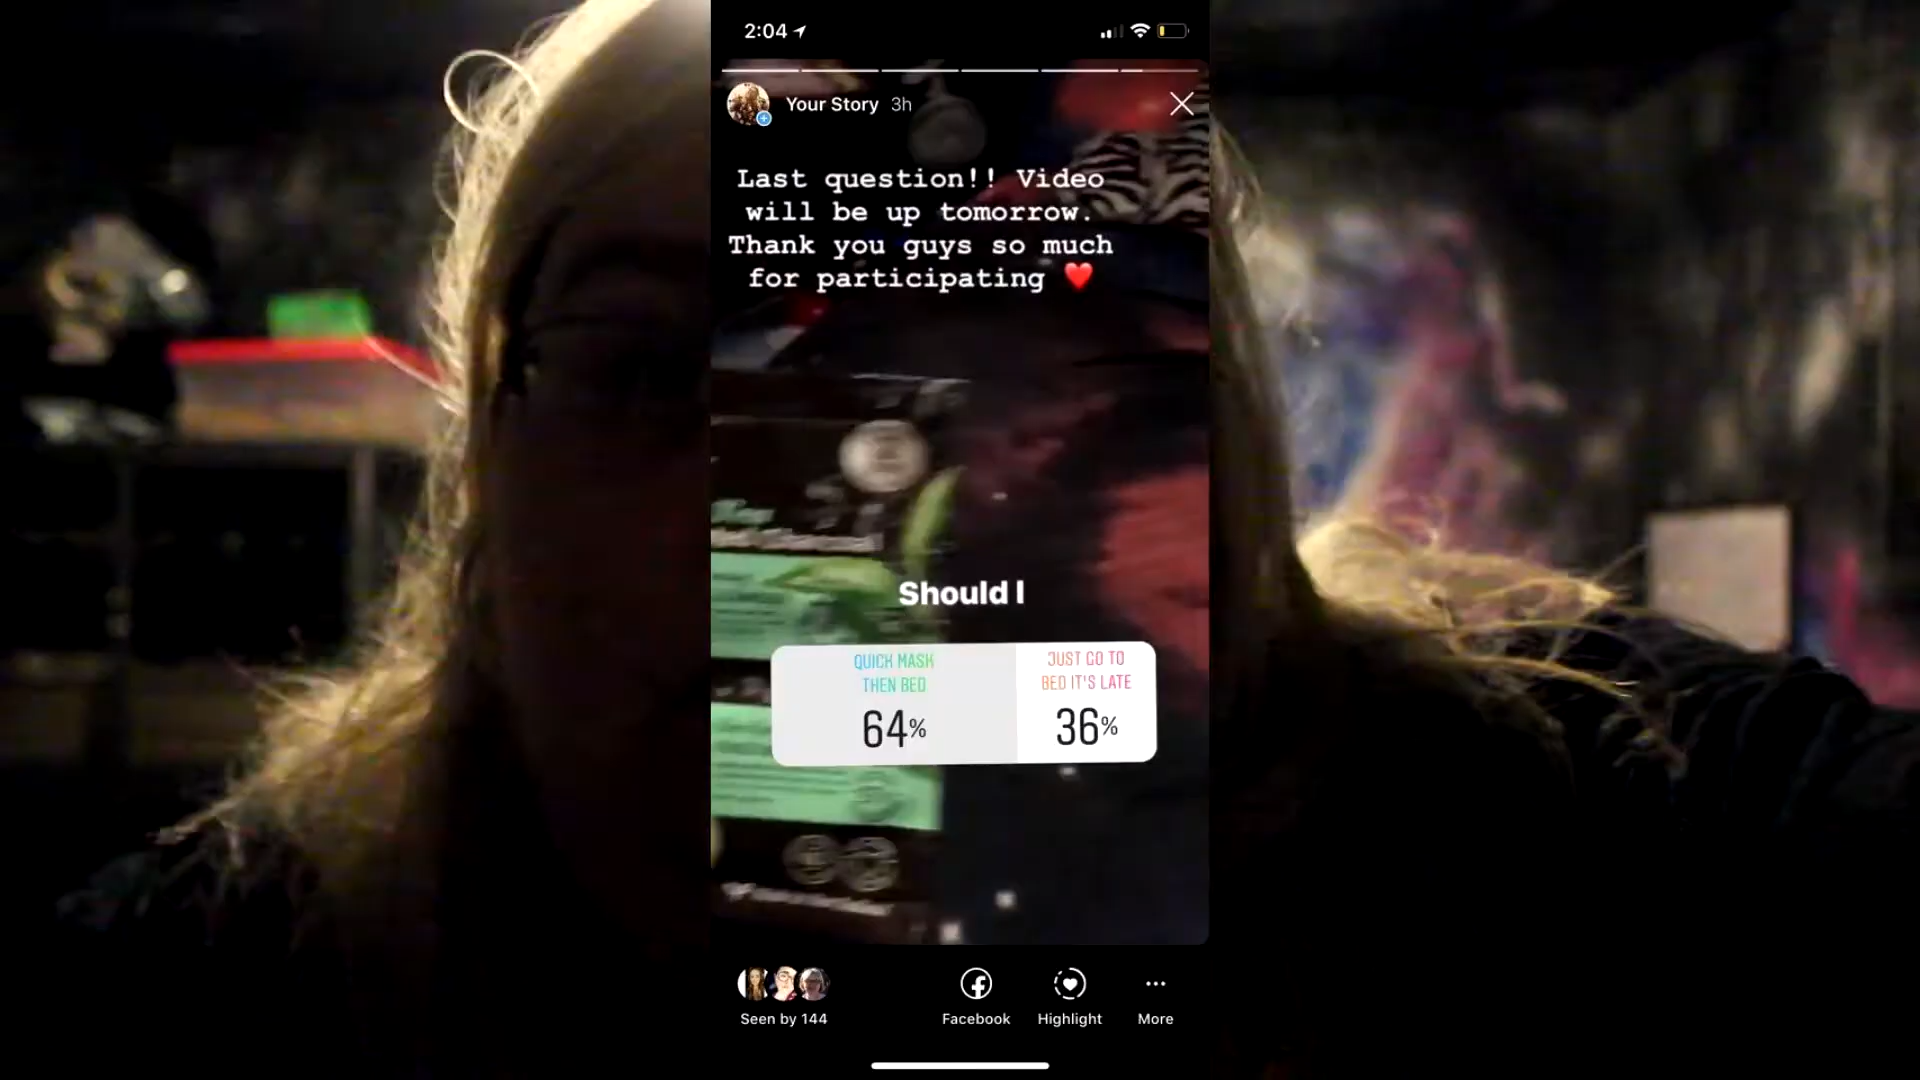 2:04
Your Story 3h
Last question!! Video
will be up tomorrow.
Thank you guys so much
for participating ❤️
Should I
QUICK MASK
THEN BED
64%
JUST GO TO
BED IT'S LATE
36%
Seen by 144
Facebook
Highlight
More